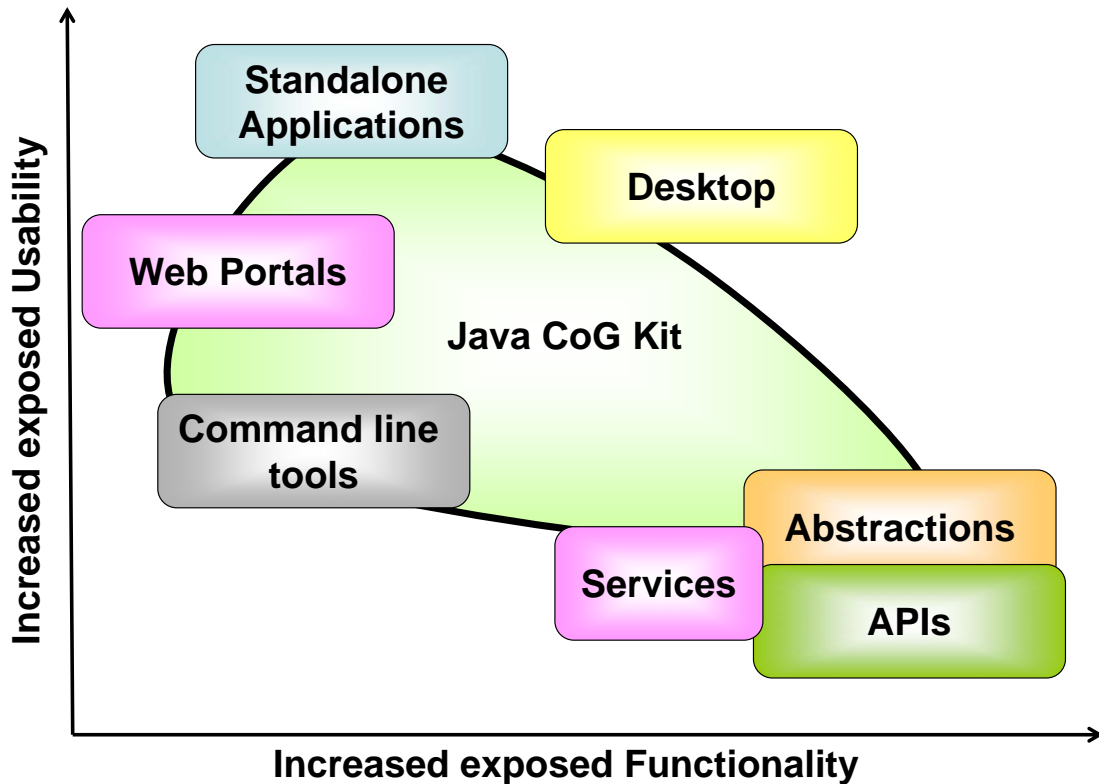 Increased exposed Usability
Standalone
Applications
Desktop
Web Portals
Java CoG Kit
Command line
tools
Abstractions
Services
APIs
Increased exposed Functionality